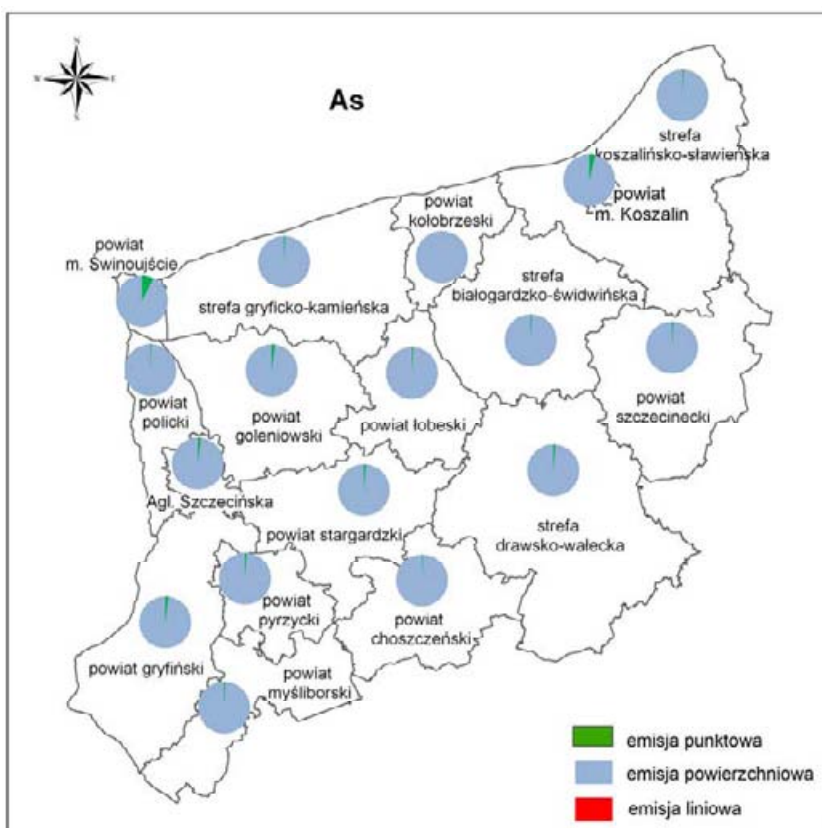 N
W E
S
As
strefa
koszalińsko-sławieńska
powiat
m. Koszalin
powiat
kołobrzeski
powiat
m. Świnoujście
strefa gryficko-kamieńska
strefa
białogardzko-świdwińska
powiat
policki
powiat
goleniowski
powiat łobeski
powiat
szczecinecki
Agl. Szczecińska
powiat stargardzki
strefa
drawsko-wałecka
powiat
pyrzycki
powiat
choszczeński
powiat gryfiński
powiat
myśliborski
emisja punktowa
emisja powierzchniowa
emisja liniowa